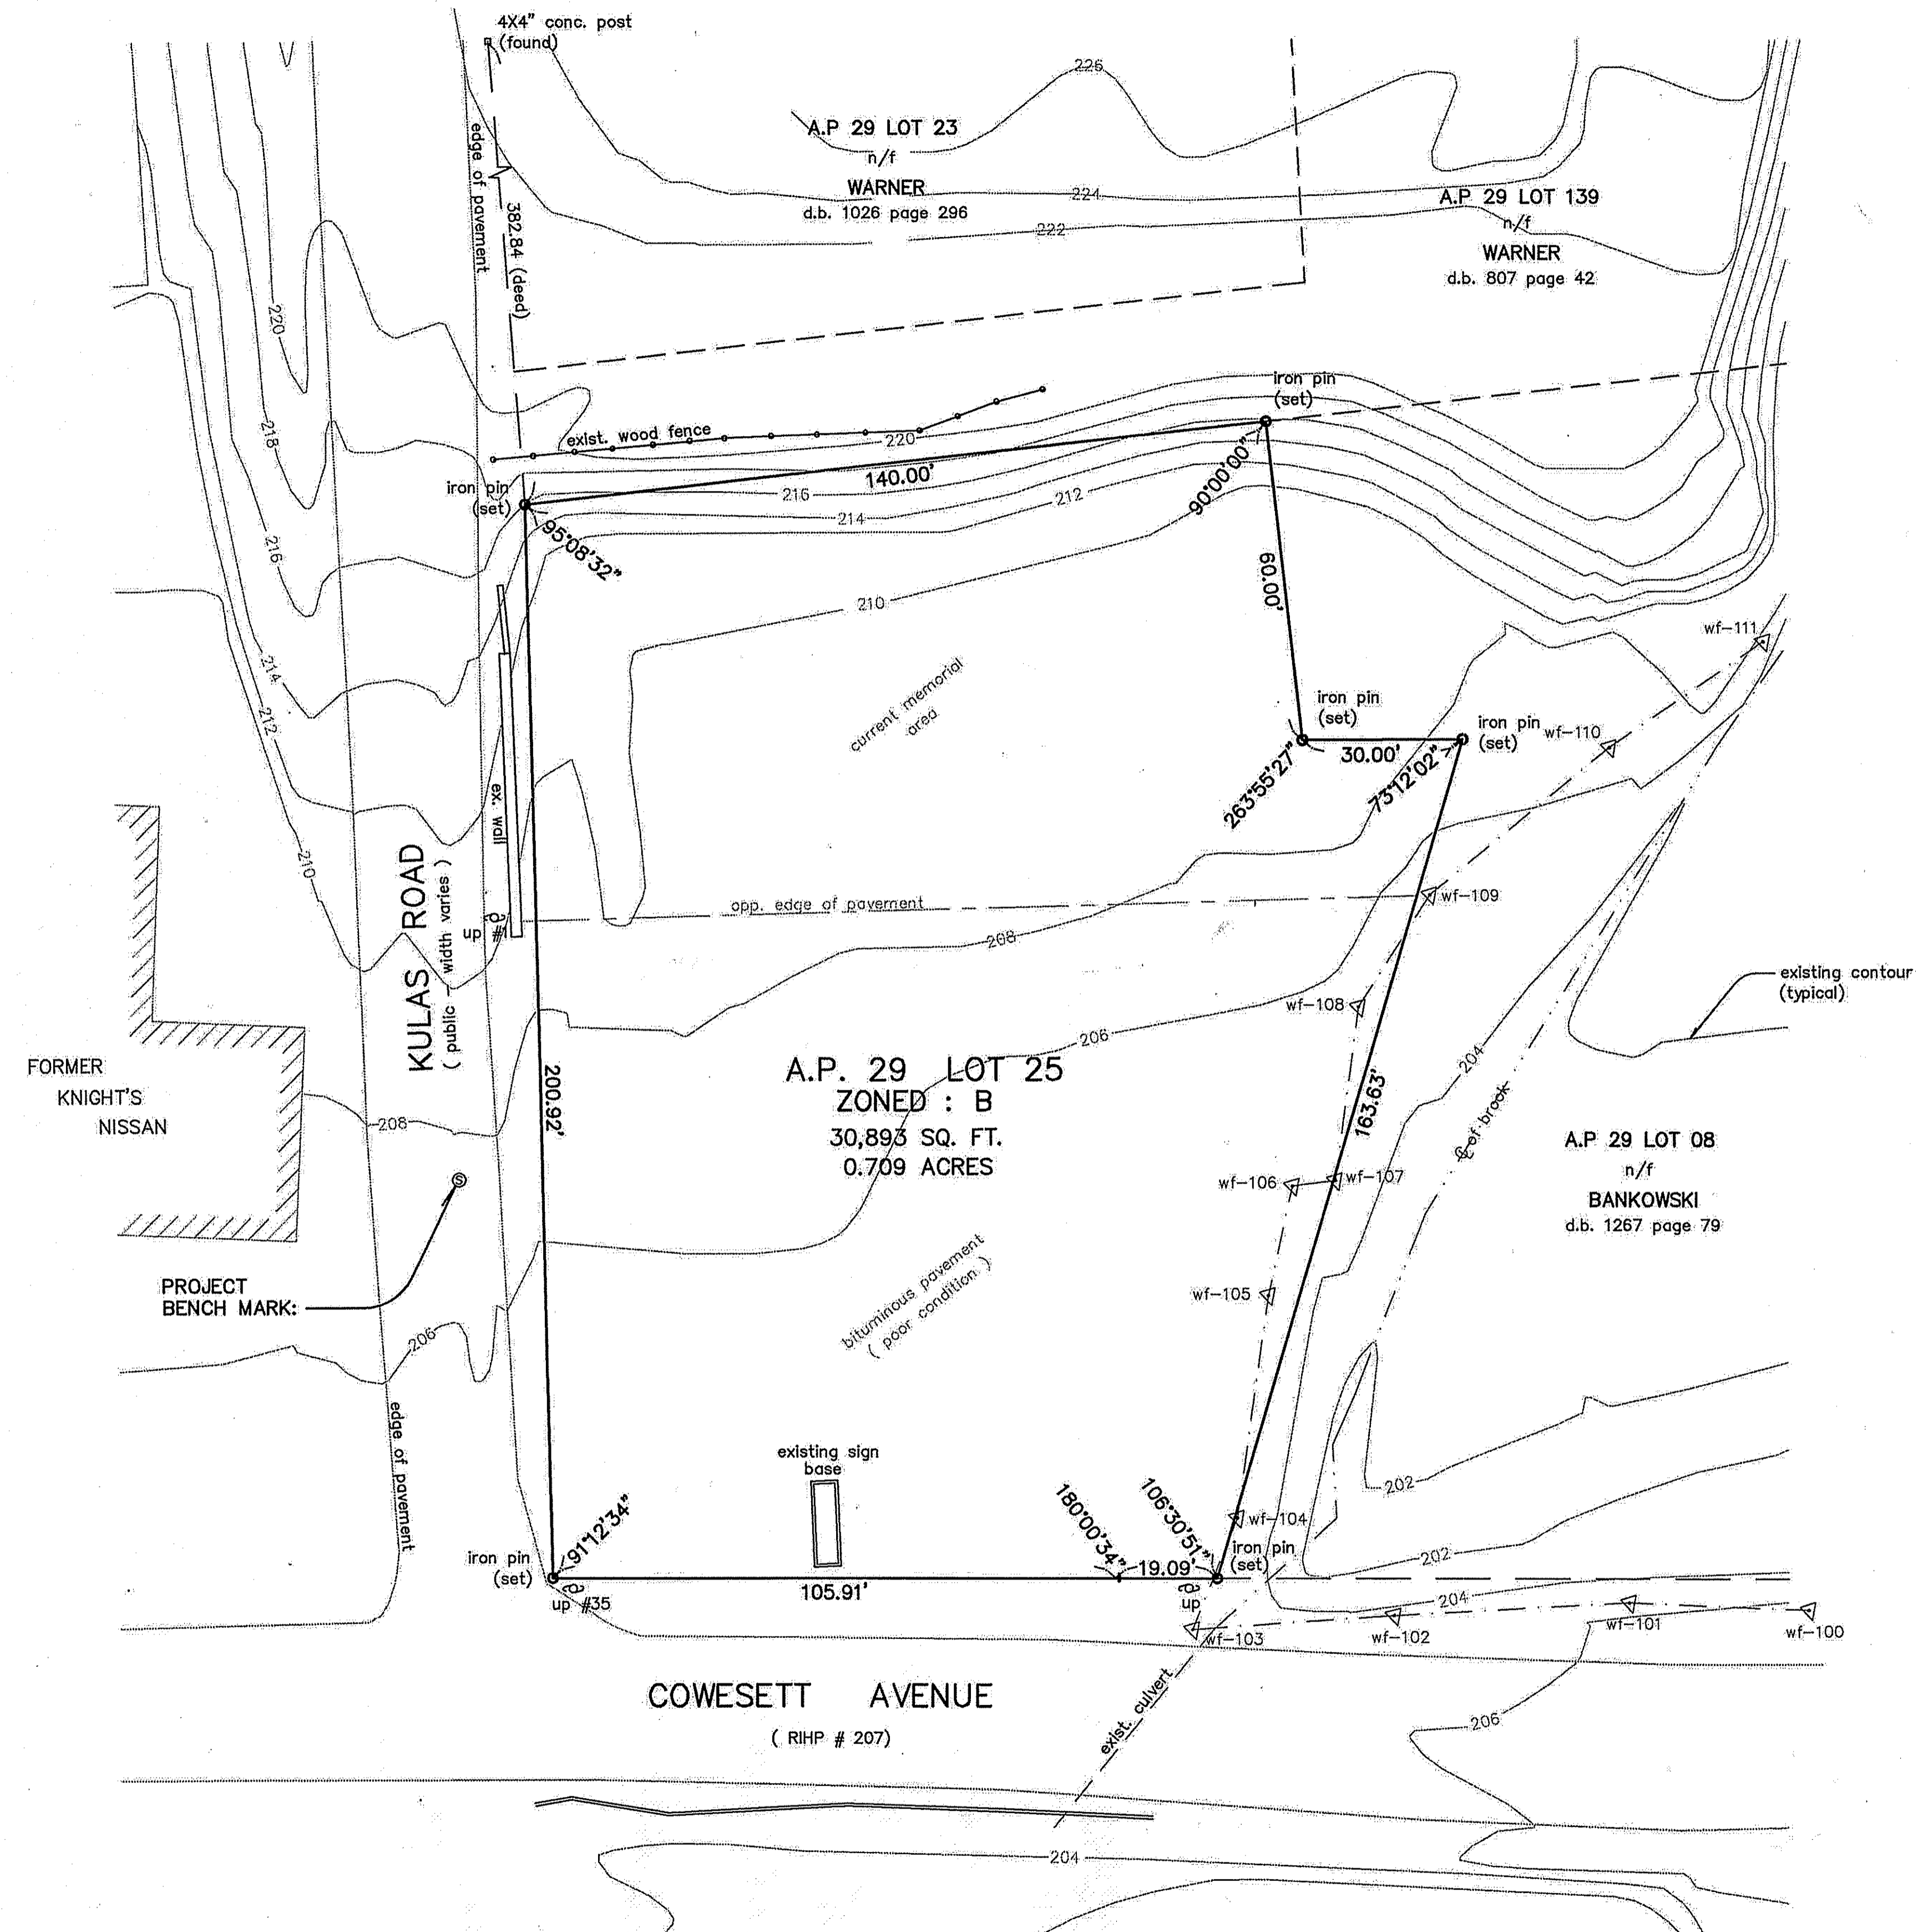 4X4" conc. post
(found)
226
A.P 29 LOT 23
n/f
WARNER
d.b. 1026 page 296
224
222
A.P 29 LOT 139
n/f
WARNER
d.b. 807 page 42
edge of pavement
382.84 (deed)
220
218
216
214
212
210
exist. wood fence
220
iron pin
(set)
140.00'
iron pin
(set)
95°08'32"
90°00'00"
216
214
212
210
60.00'
current memorial
area
wf-111
iron pin
(set)
iron pin
(set)
wf-110
30.00'
263°55'27"
73°12'02"
ex. wall
up #1
opp. edge of pavement
wf-109
208
KULAS ROAD
( public - width varies )
existing contour
(typical)
wf-108
206
204
FORMER
KNIGHT'S
NISSAN
200.92'
A.P. 29 LOT 25
ZONED : B
30,893 SQ. FT.
0.709 ACRES
163.63'
℄ of brook
208
A.P 29 LOT 08
n/f
BANKOWSKI
d.b. 1267 page 79
S
wf-106
wf-107
PROJECT
BENCH MARK:
wf-105
bituminous pavement
( poor condition )
206
edge of pavement
existing sign
base
202
91°12'34"
180°00'34"
106°30'51"
wf-104
iron pin
(set)
iron pin
(set)
202
105.91'
19.09'
up #35
up
204
wf-103
wf-102
wf-101
wf-100
COWESETT AVENUE
( RIHP # 207)
exist. culvert
206
204